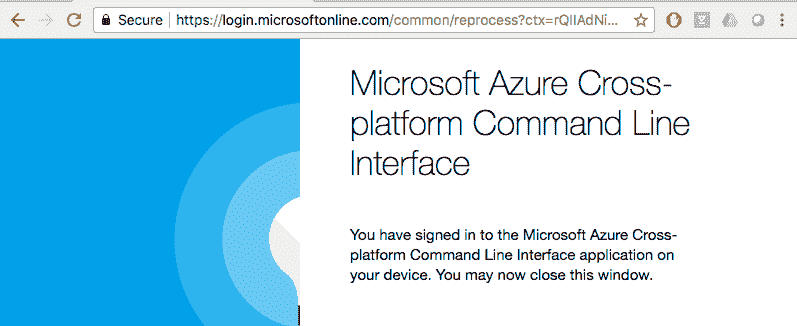 Secure https://login.microsoftonline.com/common/reprocess?ctx=rQIIAdNi...
Microsoft Azure Cross-
platform Command Line
Interface
You have signed in to the Microsoft Azure Cross-
platform Command Line Interface application on
your device. You may now close this window.